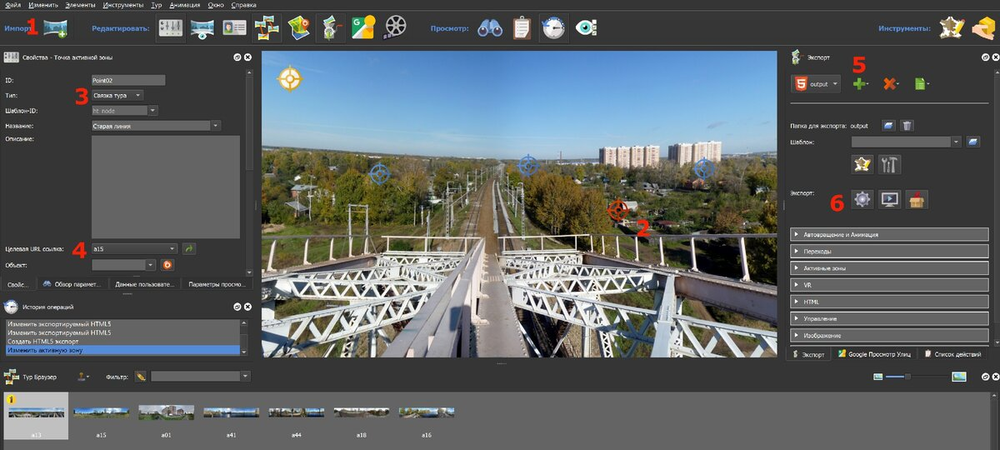 Файл Изменить Элементы Инструменты Тур Анимация Окно Справка
Импорт 1 Редактировать: Просмотр: Инструменты:
Свойства - Точка активной зоны
ID: Point02
Тип: 3 Связка тура
Шаблон-ID: ht_node
Название: Старая линия
Описание:
Целевая URL ссылка: 4 a15
Объект:
Свойс... Обзор парамет... Данные пользовате... Параметры просмо...
История операций
Изменить экспортируемый HTML5
Изменить экспортируемый HTML5
Создать HTML5 экспорт
Изменить активную зону
2
Экспорт
5
output
Папка для экспорта: output
Шаблон:
Экспорт: 6
Автовращение и Анимация
Переходы
Активные зоны
VR
HTML
Управление
Изображение
Экспорт Google Просмотр Улиц Список действий
Тур Браузер Фильтр:
1
a13 a15 a01 a41 a44 a18 a16